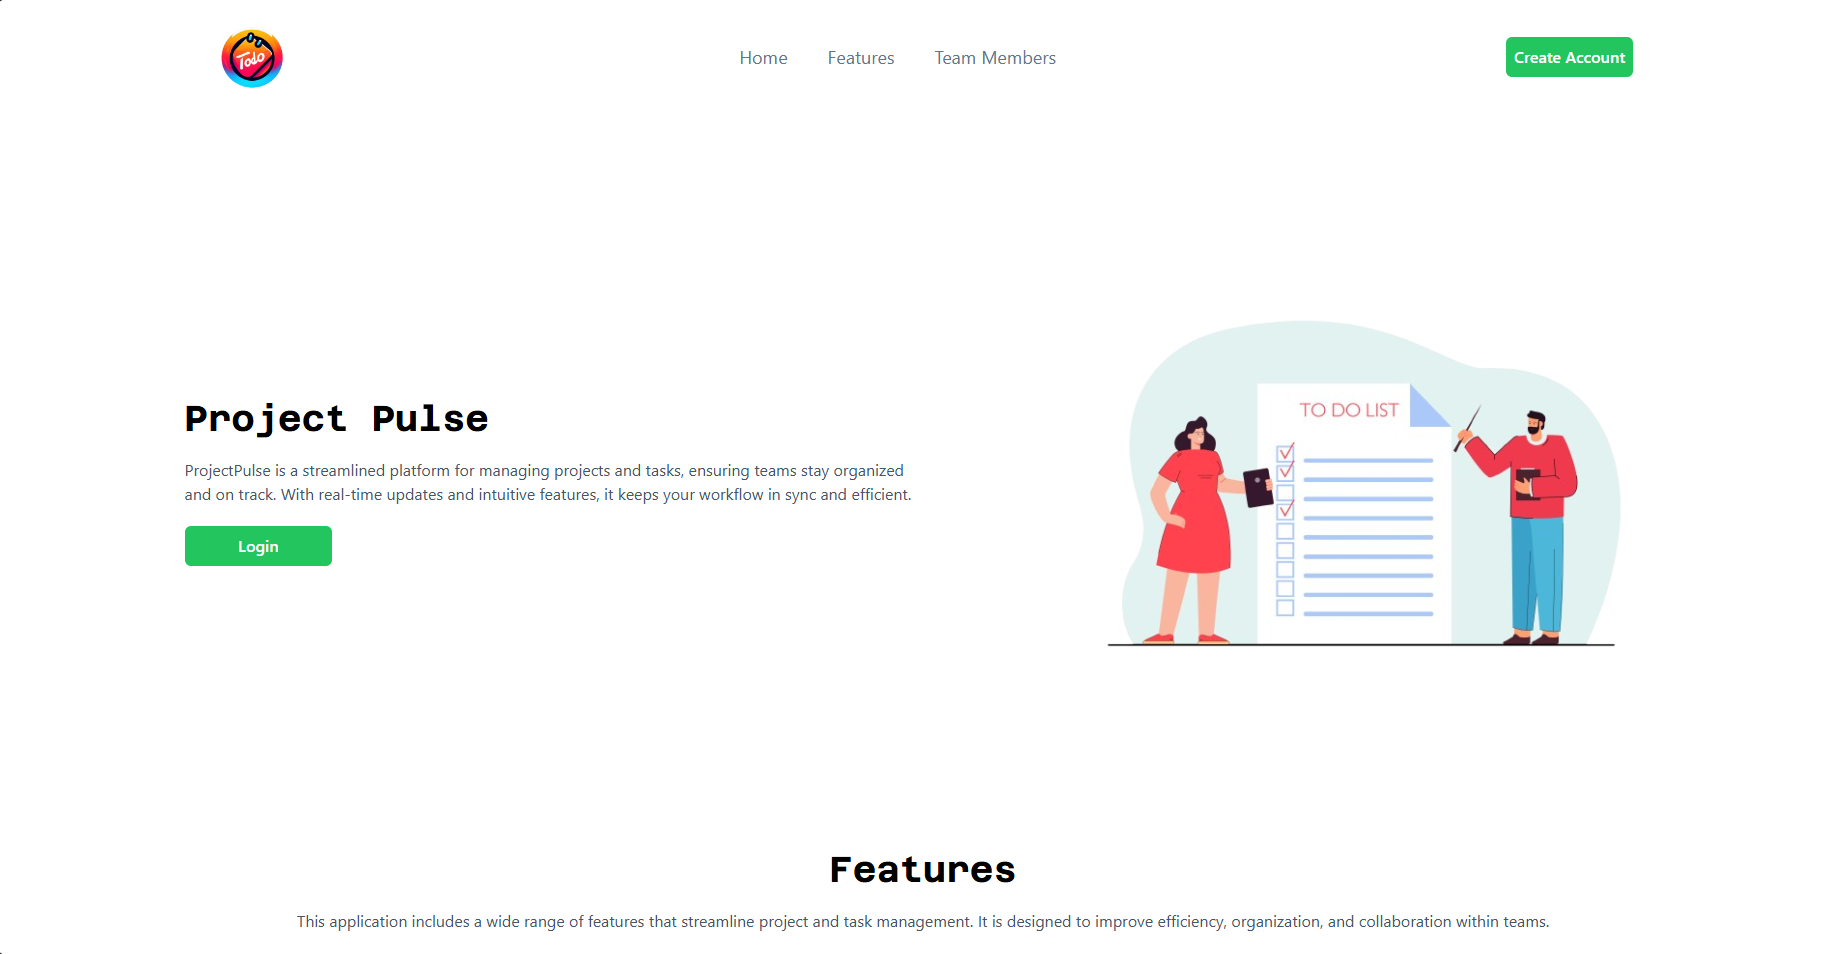 Todo
Home
Features
Team Members
Create Account
Project Pulse
ProjectPulse is a streamlined platform for managing projects and tasks, ensuring teams stay organized
and on track. With real-time updates and intuitive features, it keeps your workflow in sync and efficient.
Login
TO DO LIST
Features
This application includes a wide range of features that streamline project and task management. It is designed to improve efficiency, organization, and collaboration within teams.